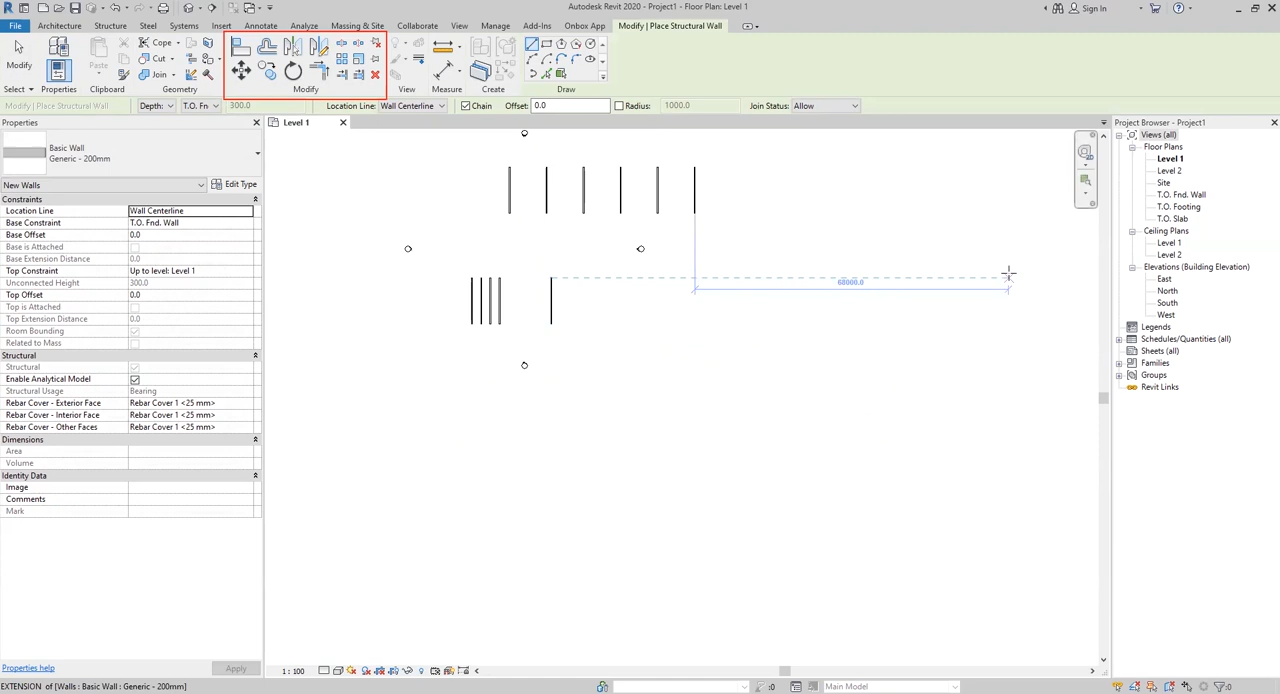 Autodesk Revit 2020 - Project1 - Floor Plan: Level 1
Sign In
File Architecture Structure Steel Systems Insert Annotate Analyze Massing & Site Collaborate View Manage Add-Ins Onbox App Modify | Place Structural Wall
Modify
Paste
Cope
Cut
Join
Select Properties Clipboard Geometry Modify View Measure Create Draw
Modify | Place Structural Wall Depth: T.O. Fn 300.0 Location Line: Wall Centerline Chain Offset: 0.0 Radius: 1000.0 Join Status: Allow
Properties
Level 1
Project Browser - Project1
Basic Wall
Generic - 200mm
New Walls Edit Type
Constraints
Location Line Wall Centerline
Base Constraint T.O. Fnd. Wall
Base Offset 0.0
Base is Attached
Base Extension Distance 0.0
Top Constraint Up to level: Level 1
Unconnected Height 300.0
Top Offset 0.0
Top is Attached
Top Extension Distance 0.0
Room Bounding
Related to Mass
Structural
Structural
Enable Analytical Model
Structural Usage Bearing
Rebar Cover - Exterior Face Rebar Cover 1 <25 mm>
Rebar Cover - Interior Face Rebar Cover 1 <25 mm>
Rebar Cover - Other Faces Rebar Cover 1 <25 mm>
Dimensions
Area
Volume
Identity Data
Image
Comments
Mark
Properties help Apply
68000.0
Views (all)
Floor Plans
Level 1
Level 2
Site
T.O. Fnd. Wall
T.O. Footing
T.O. Slab
Ceiling Plans
Level 1
Level 2
Elevations (Building Elevation)
East
North
South
West
Legends
Schedules/Quantities (all)
Sheets (all)
Families
Groups
Revit Links
1 : 100
EXTENSION of [Walls : Basic Wall : Generic - 200mm]
:0
Main Model
:0